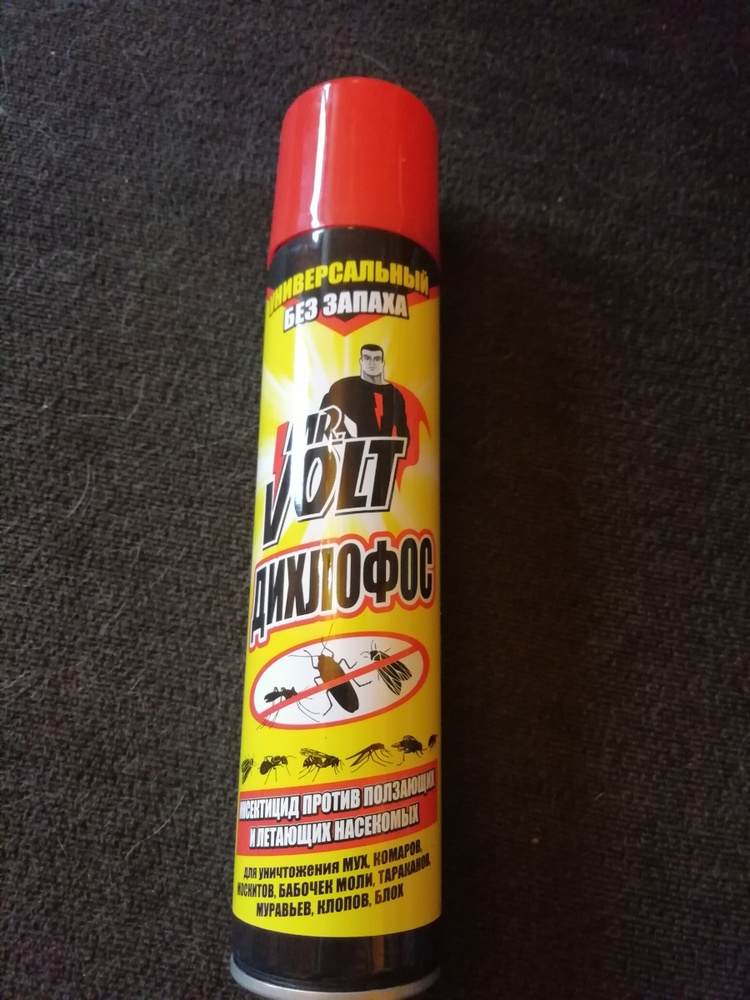 УНИВЕРСАЛЬНЫЙ
БЕЗ ЗАПАХА
MR.
VOLT
ДИХЛОФОС
ИНСЕКТИЦИД ПРОТИВ ПОЛЗАЮЩИХ
И ЛЕТАЮЩИХ НАСЕКОМЫХ
для уничтожения МУХ, КОМАРОВ,
МОСКИТОВ, БАБОЧЕК МОЛИ, ТАРАКАНОВ,
МУРАВЬЕВ, КЛОПОВ, БЛОХ